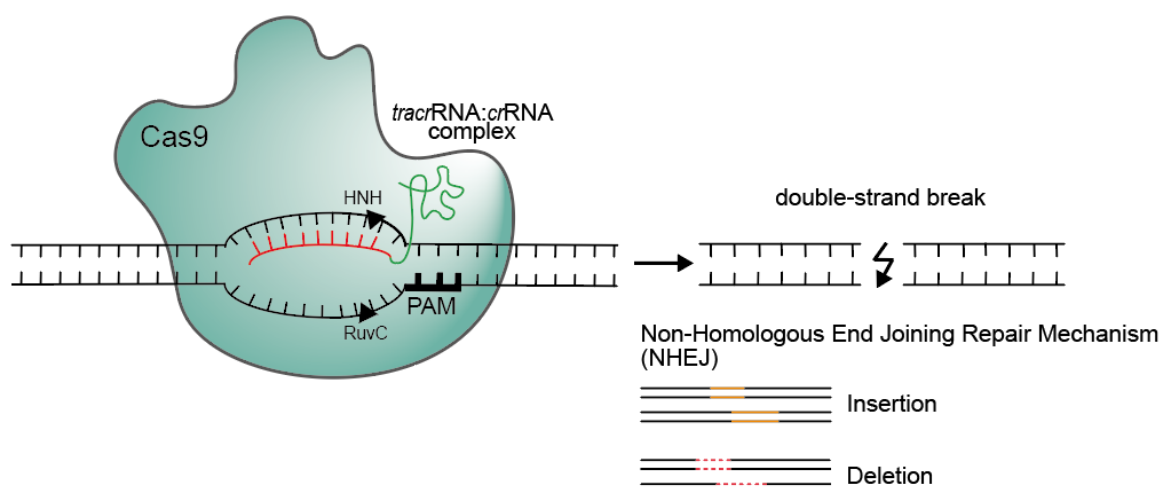 Cas9
tracrRNA:crRNA
complex
HNH
RuvC
PAM
double-strand break
Non-Homologous End Joining Repair Mechanism
(NHEJ)
Insertion
Deletion